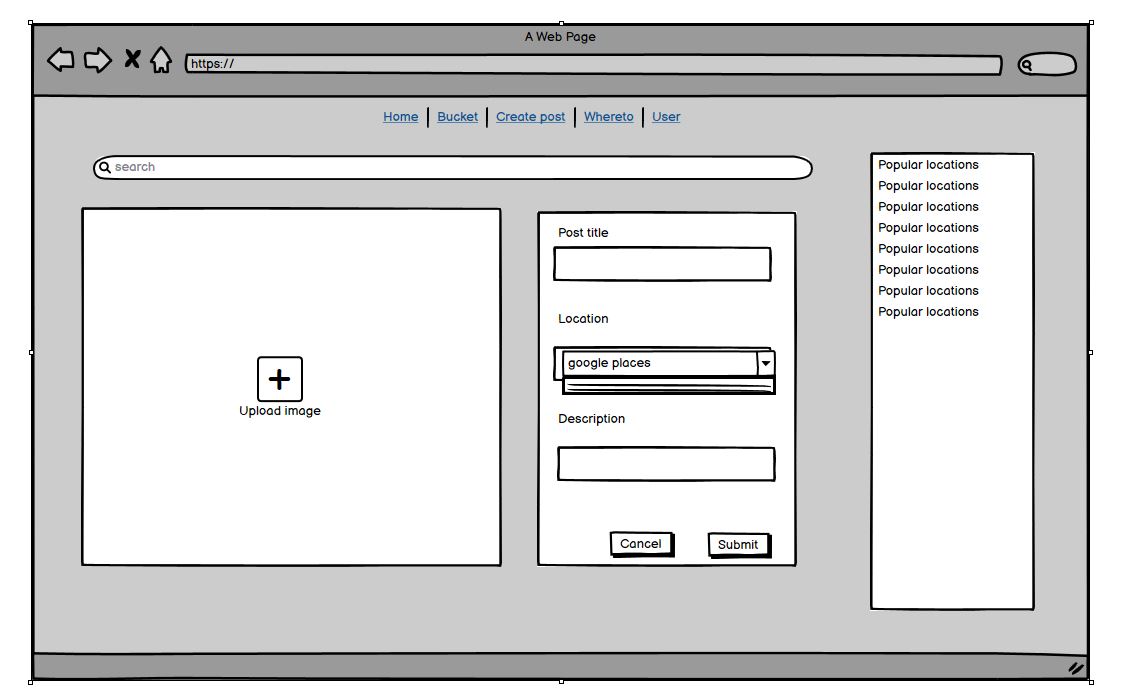 A Web Page
https://
Home Bucket Create post Whereto User
search
Upload image
Post title
Location
google places
Description
Cancel Submit
Popular locations
Popular locations
Popular locations
Popular locations
Popular locations
Popular locations
Popular locations
Popular locations